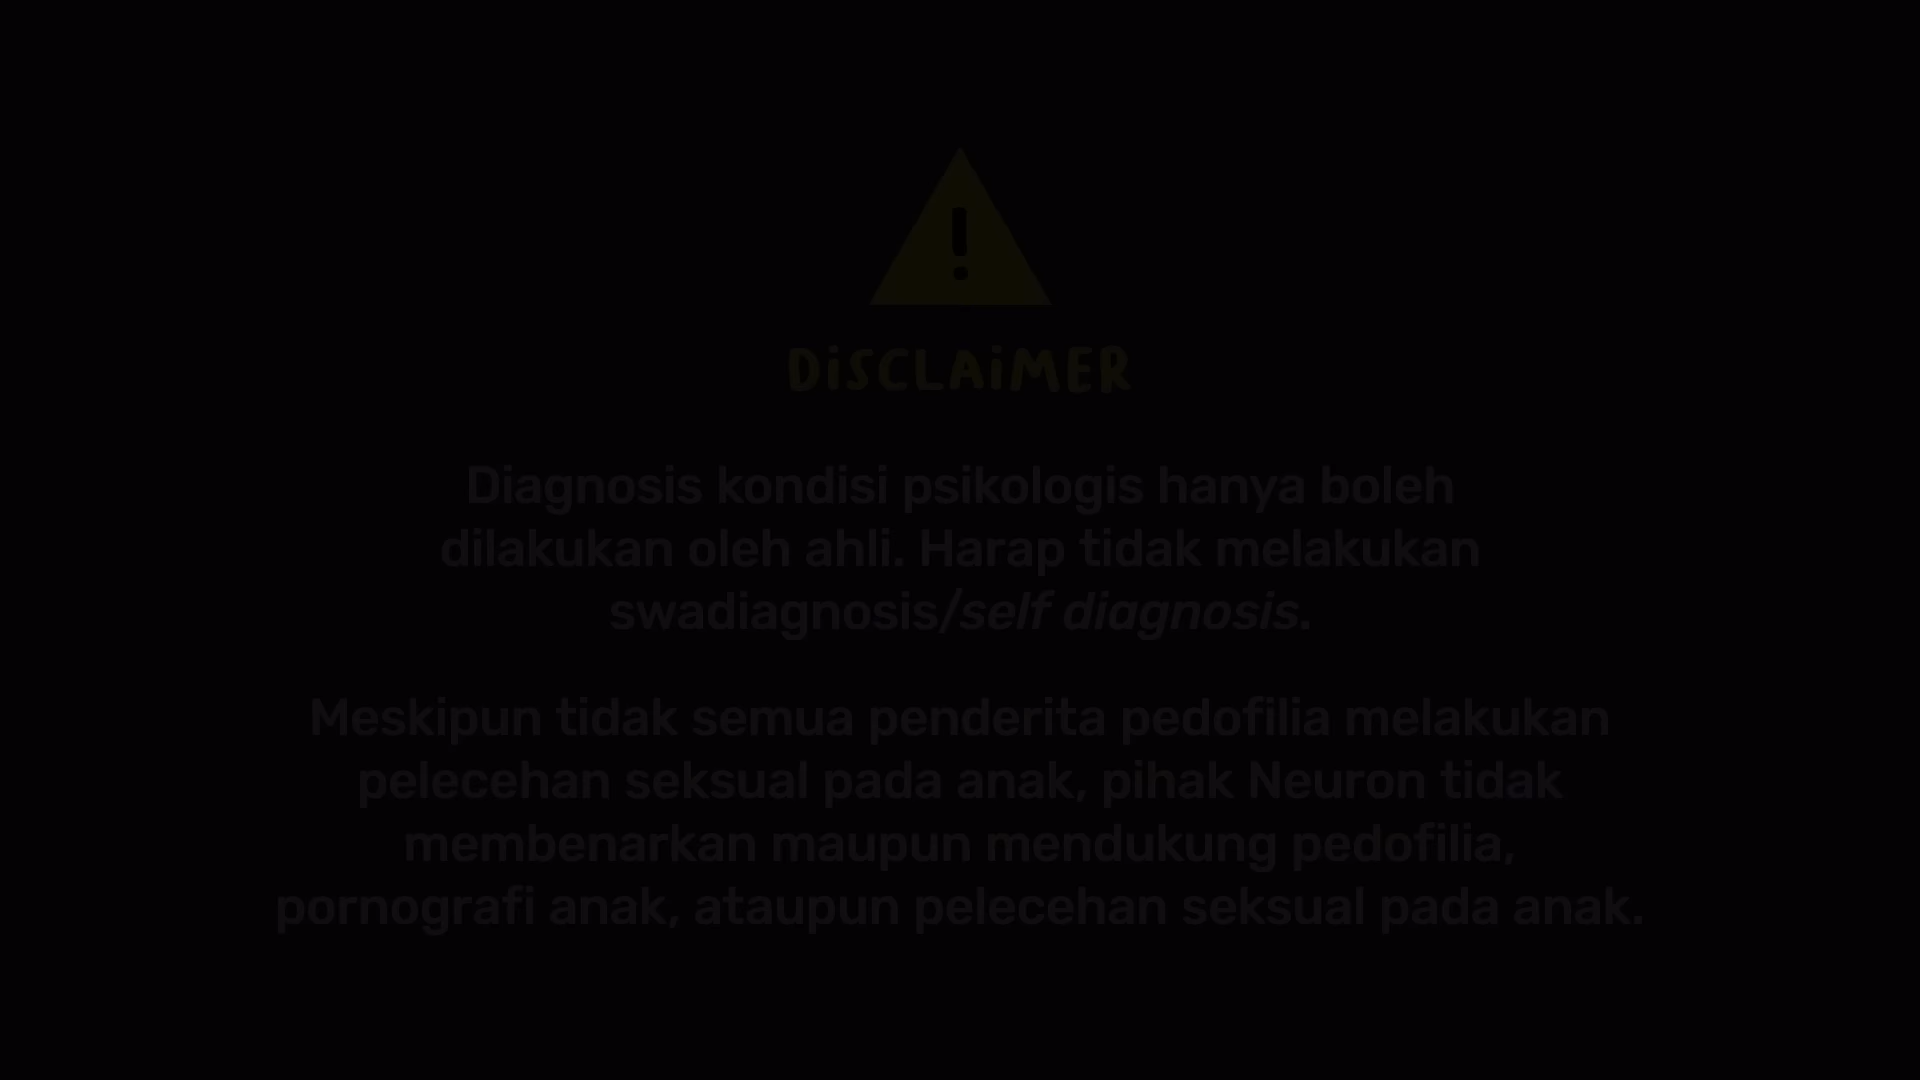 DiSCLAiMER
Diagnosis kondisi psikologis hanya boleh
dilakukan oleh ahli. Harap tidak melakukan
swadiagnosis/self diagnosis.
Meskipun tidak semua penderita pedofilia melakukan
pelecehan seksual pada anak, pihak Neuron tidak
membenarkan maupun mendukung pedofilia,
pornografi anak, ataupun pelecehan seksual pada anak.